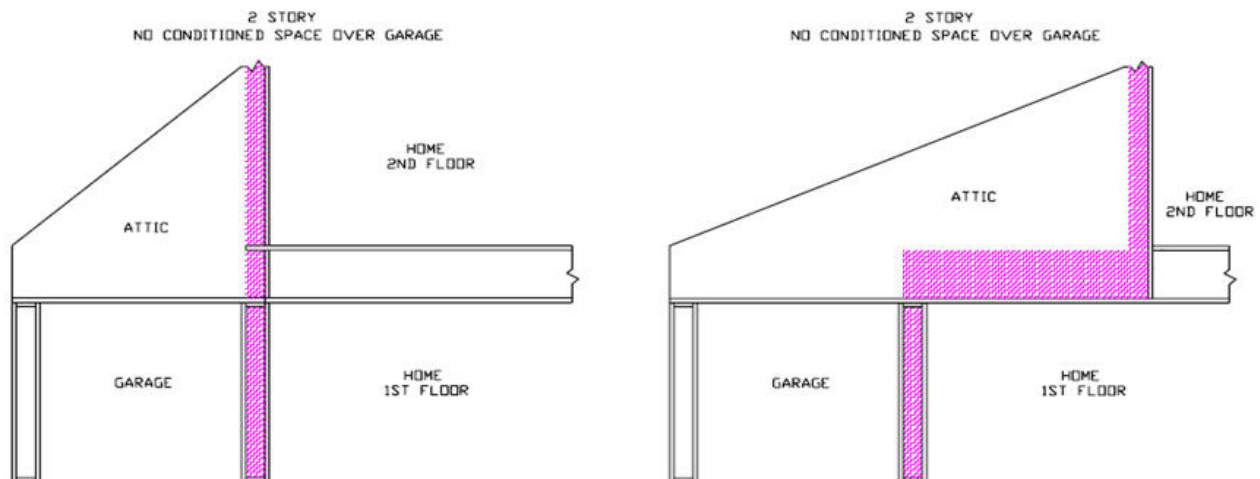 2 STORY
NO CONDITIONED SPACE OVER GARAGE
HOME
2ND FLOOR
ATTIC
GARAGE
HOME
1ST FLOOR
2 STORY
NO CONDITIONED SPACE OVER GARAGE
ATTIC
HOME
2ND FLOOR
GARAGE
HOME
1ST FLOOR